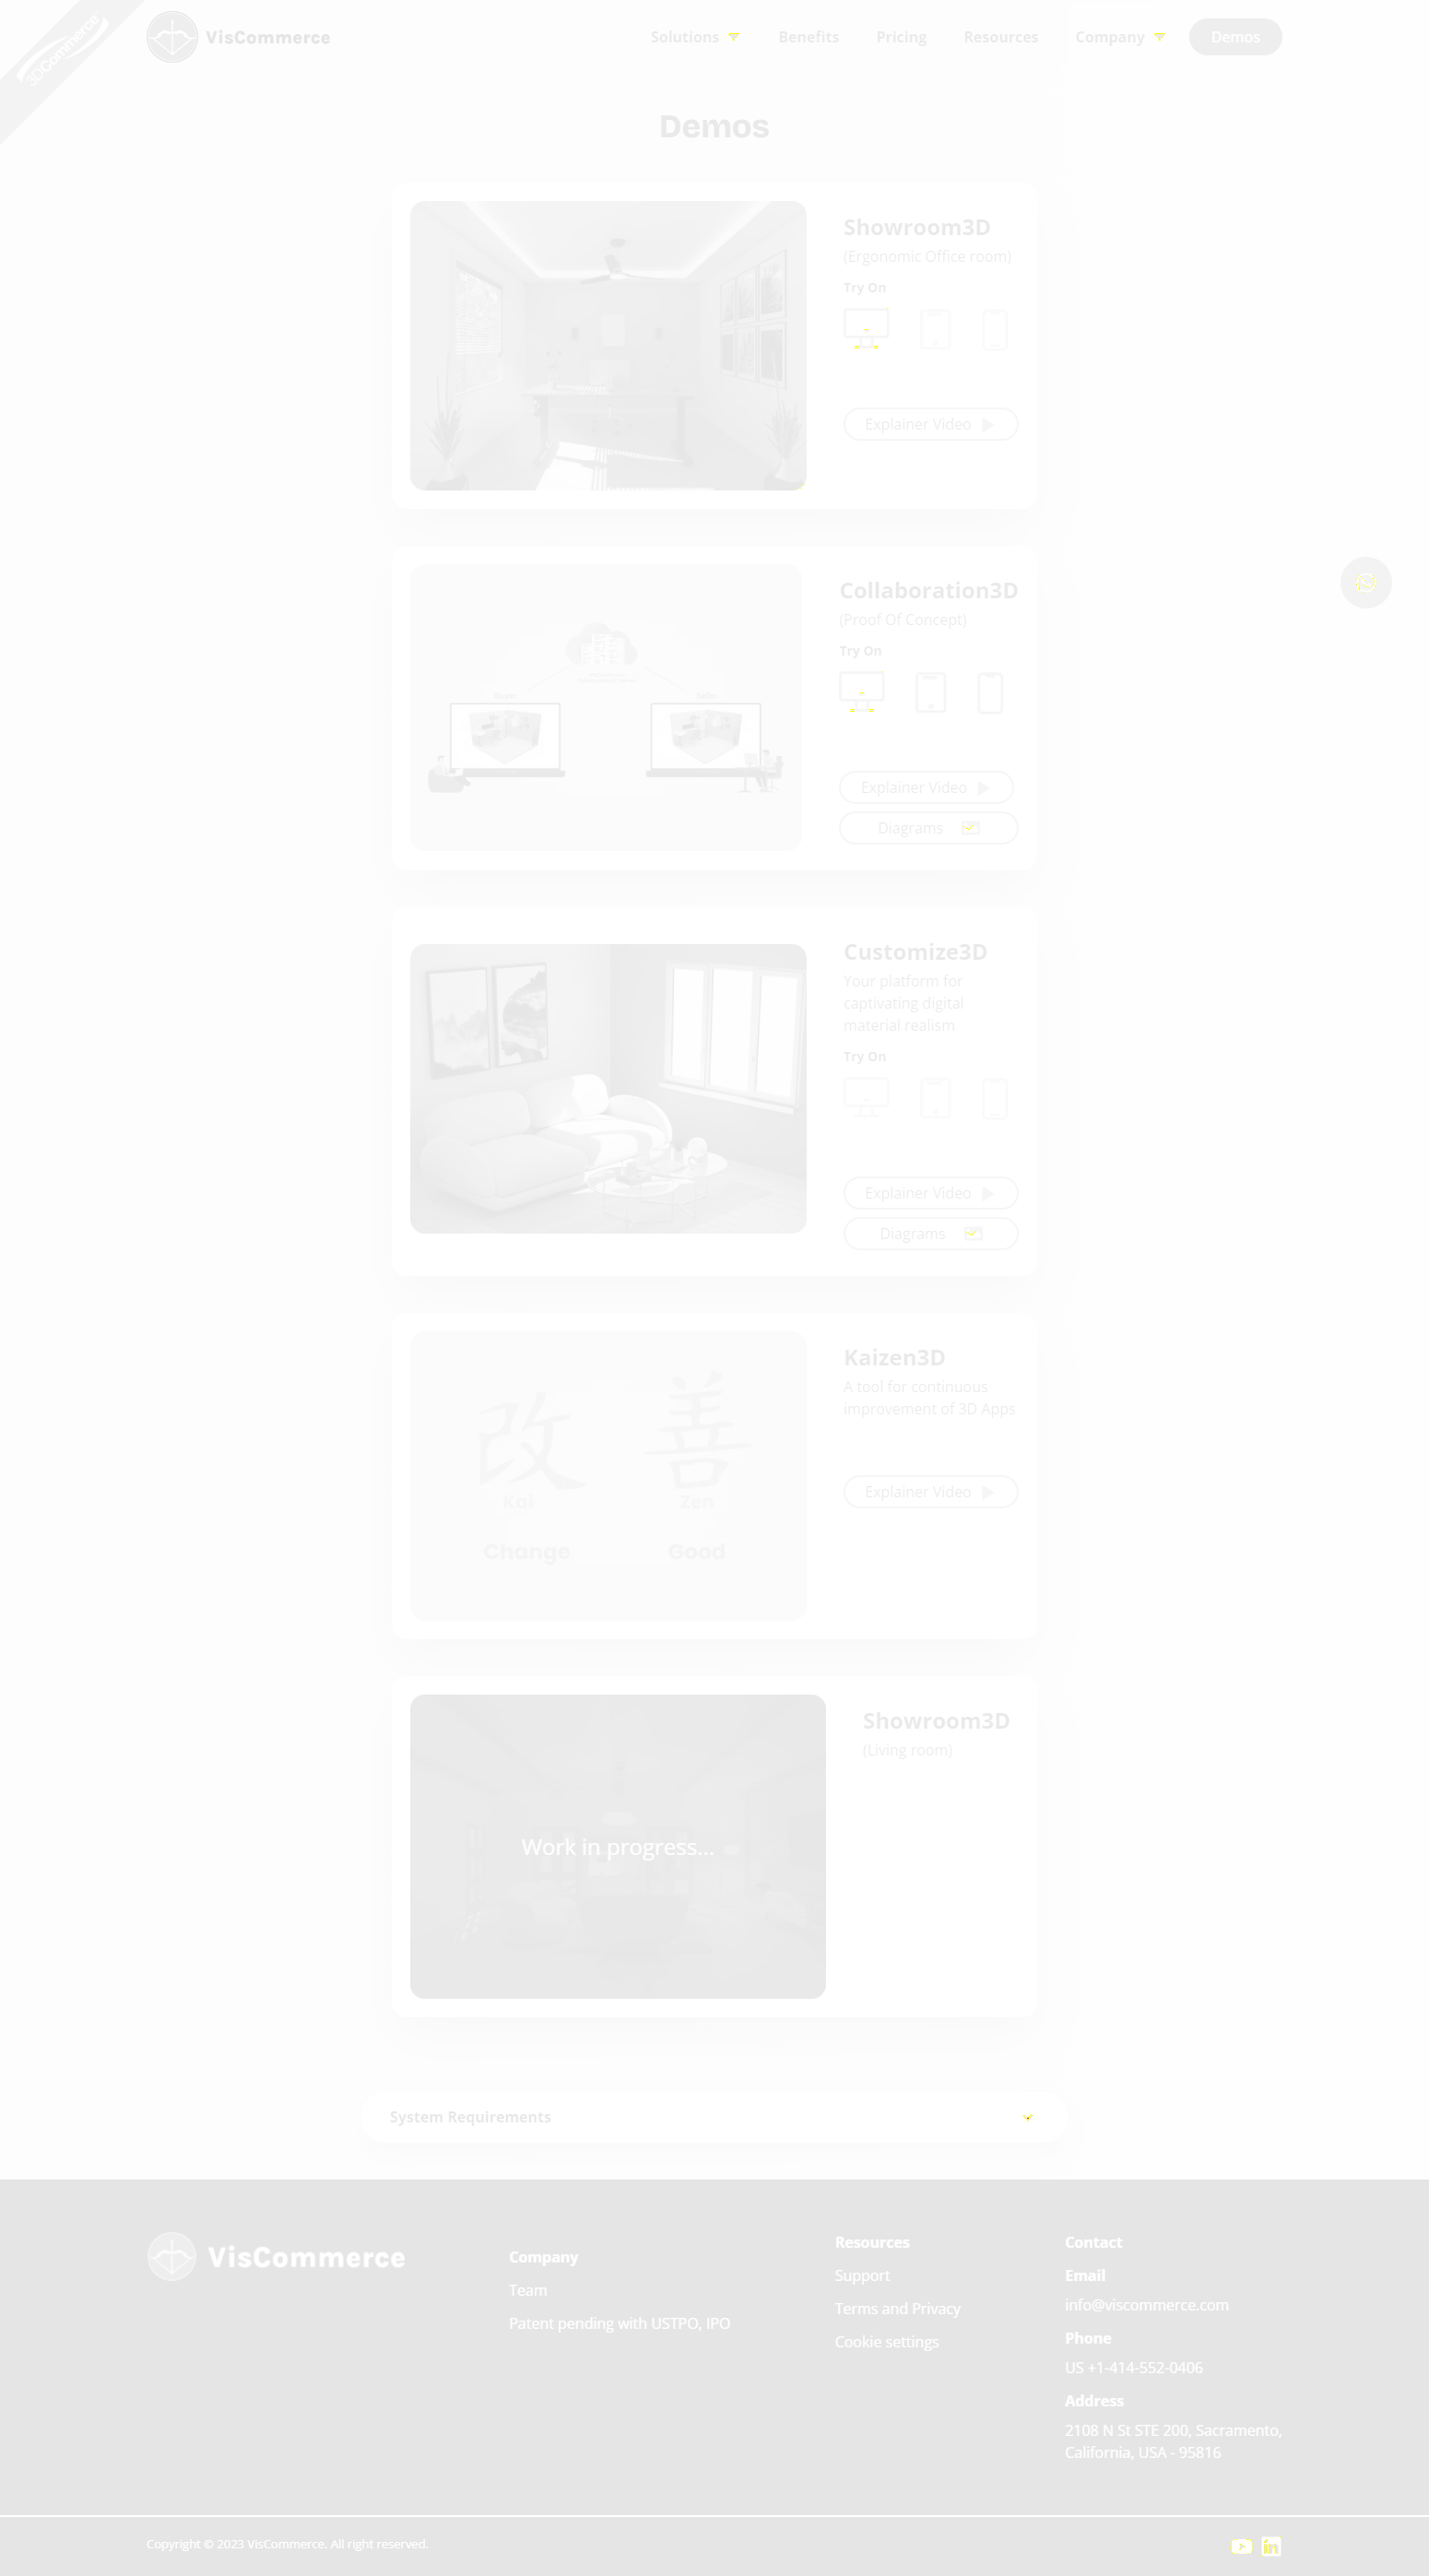 3DCommerce
VisCommerce
Solutions
Benefits
Pricing
Resources
Company
Demos
Demos
Showroom3D
(Ergonomic Office room)
Try On
Explainer Video
Collaboration3D
(Proof Of Concept)
Try On
Explainer Video
Diagrams
Customize3D
Your platform for
captivating digital
material realism
Try On
Explainer Video
Diagrams
改 善
Kai Zen
Change Good
Kaizen3D
A tool for continuous
improvement of 3D Apps
Explainer Video
Work in progress...
Showroom3D
(Living room)
System Requirements
VisCommerce
Company
Team
Patent pending with USTPO, IPO
Resources
Support
Terms and Privacy
Cookie settings
Contact
Email
info@viscommerce.com
Phone
US +1-414-552-0406
Address
2108 N St STE 200, Sacramento,
California, USA - 95816
Copyright © 2023 VisCommerce. All right reserved.